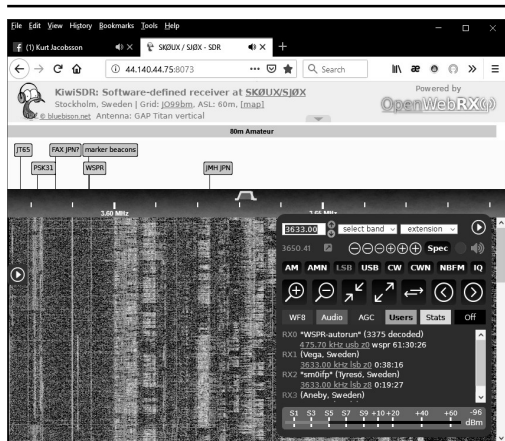 File Edit View History Bookmarks Tools Help
(1) Kurt Jacobsson
SKØUX / SJØX - SDR
44.140.44.75:8073
Search
KiwiSDR: Software-defined receiver at SKØUX/SJØX
Stockholm, Sweden | Grid: JO99bm, ASL: 60m, [map]
© bluebison.net Antenna: GAP Titan vertical
Powered by
OpenWebRX
80m Amateur
JT65 FAX JPN? marker beacons
PSK31 WSPR JMH JPN
3.60 MHz 3.65 MHz
3633.00 select band extension
3650.41 Spec
AM AMN LSB USB CW CWN NBFM IQ
WF8 Audio AGC Users Stats Off
RX0 "WSPR-autorun" (3375 decoded)
475.70 kHz usb z0 wspr 61:30:26
RX1 (Vega, Sweden)
3633.00 kHz lsb z0 0:38:16
RX2 "sm0ifp" (Tyresö, Sweden)
3633.00 kHz lsb z8 0:19:27
RX3 (Aneby, Sweden)
S1 S3 S5 S7 S9 +10 +20 +40 +60 -96
dBm